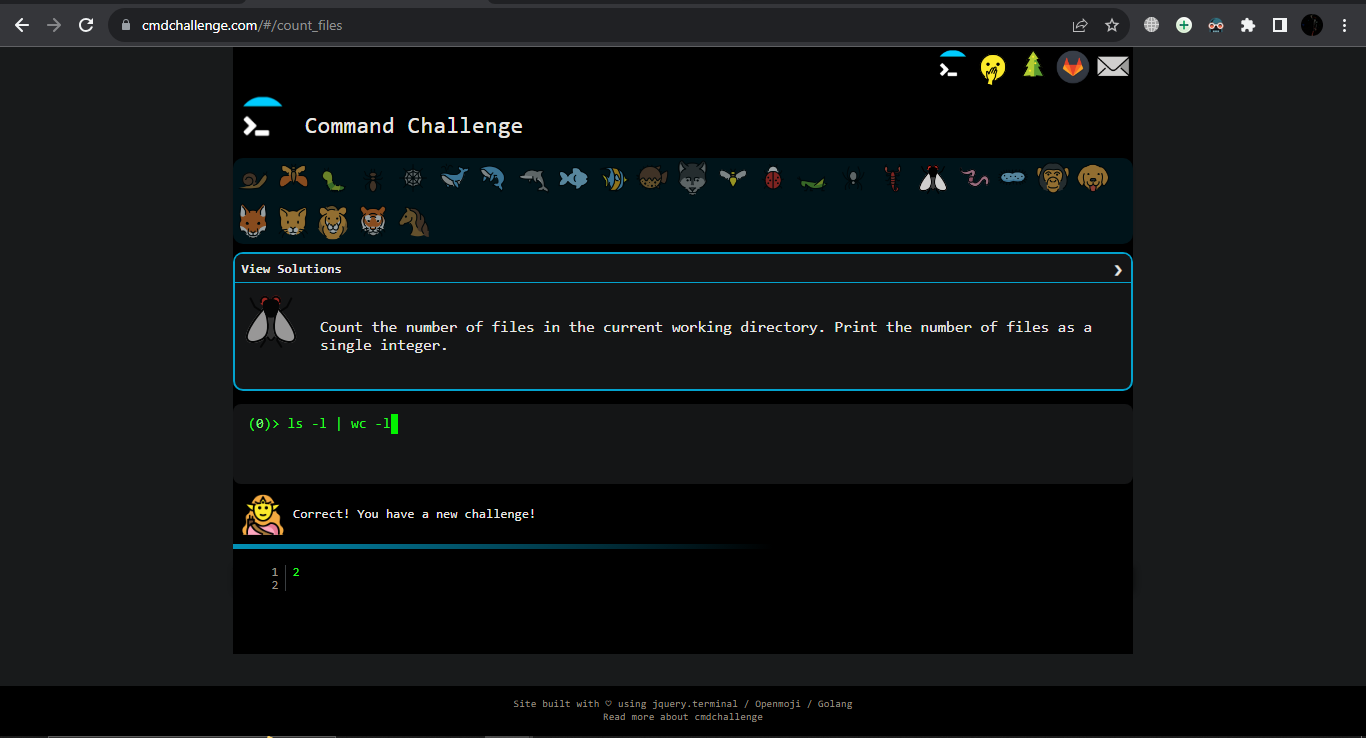 cmdchallenge.com/#/count_files
Command Challenge
View Solutions
Count the number of files in the current working directory. Print the number of files as a
single integer.
(0)> ls -l | wc -l
Correct! You have a new challenge!
1 2
2
Site built with ♡ using jquery.terminal / Openmoji / Golang
Read more about cmdchallenge